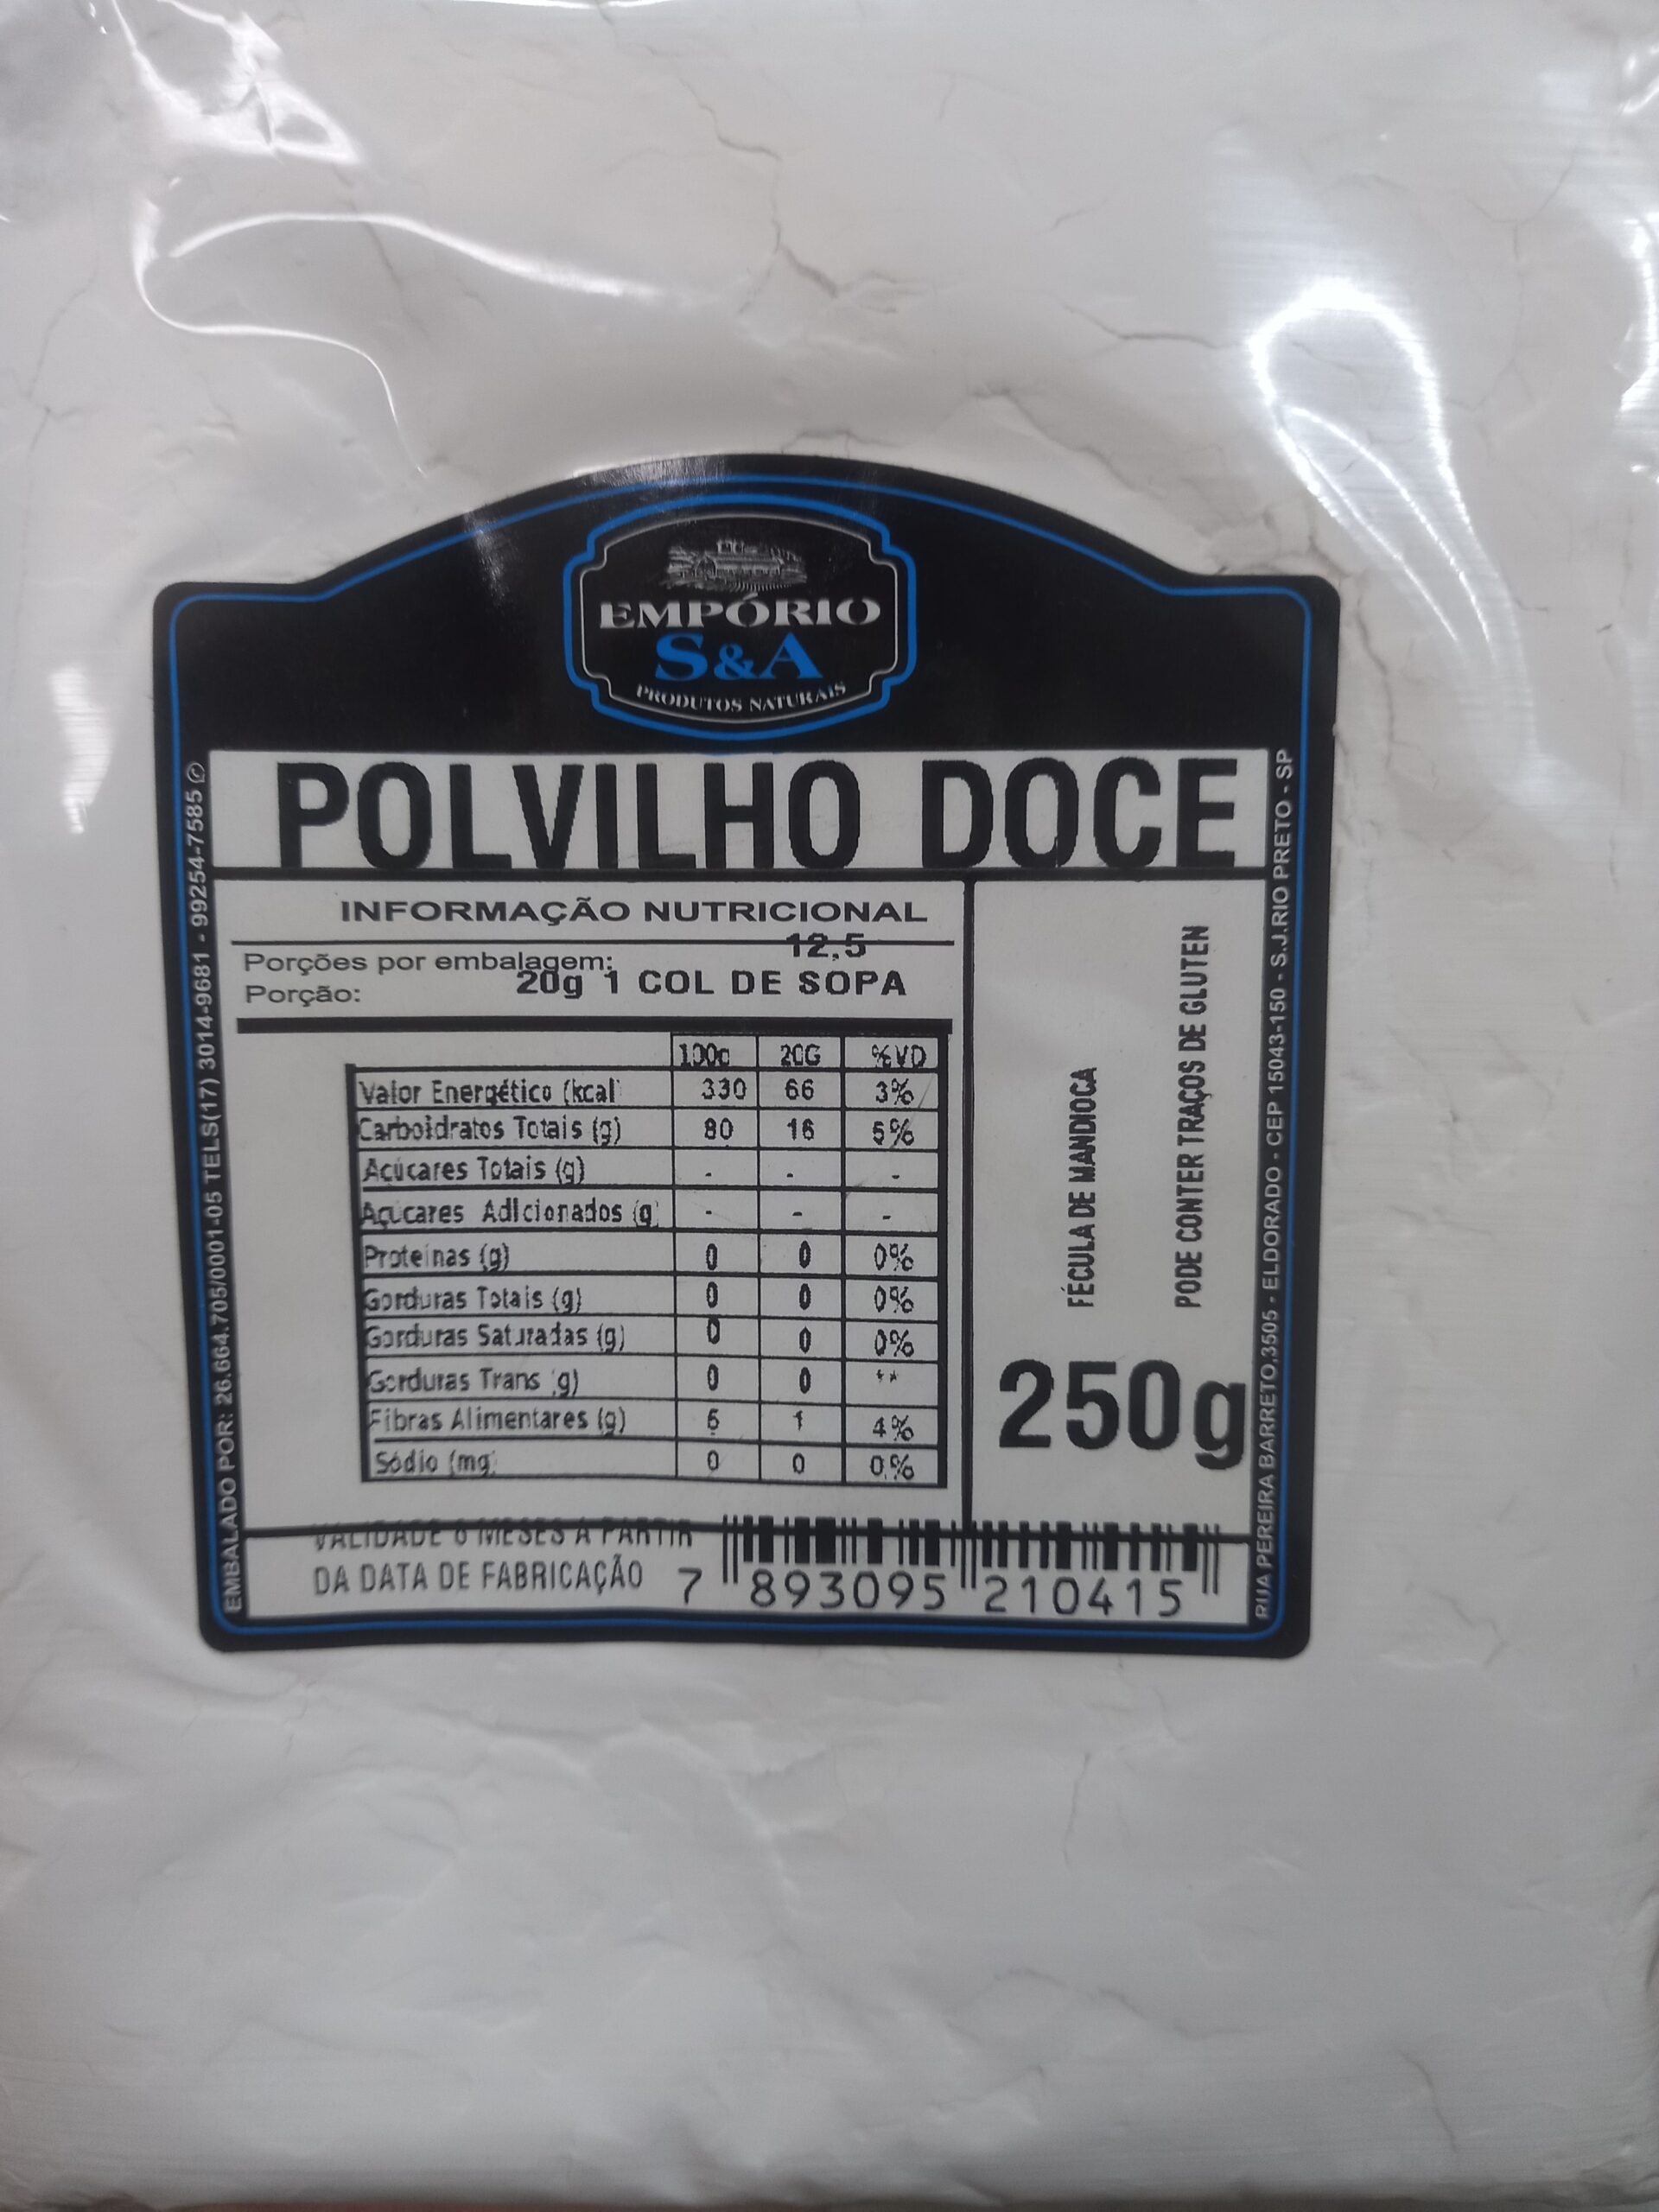 EMPÓRIO
S&A
PRODUTOS NATURAIS
POLVILHO DOCE
INFORMAÇÃO NUTRICIONAL
Porções por embalagem: 12,5
Porção: 20g 1 COL DE SOPA
100G 20G %VD
Valor Energético (kcal) 330 66 3%
Carboidratos Totais (g) 80 16 5%
Açúcares Totais (g) - - -
Açúcares Adicionados (g) - - -
Proteínas (g) 0 0 0%
Gorduras Totais (g) 0 0 0%
Gorduras Saturadas (g) 0 0 0%
Gorduras Trans (g) 0 0 **
Fibras Alimentares (g) 1 4%
Sódio (mg) 0 0 0%
FÉCULA DE MANDIOCA
PODE CONTER TRAÇOS DE GLUTEN
250g
VALIDADE 6 MESES A PARTIR
DA DATA DE FABRICAÇÃO
7 893095 210415
EMBALADO POR: 26.664.705/0001-05 TELS(17) 3014-9681 - 99254-7585
RUA PEREIRA BARRETO,3505 - ELDORADO - CEP 15043-150 - S.J.RIO PRETO - SP